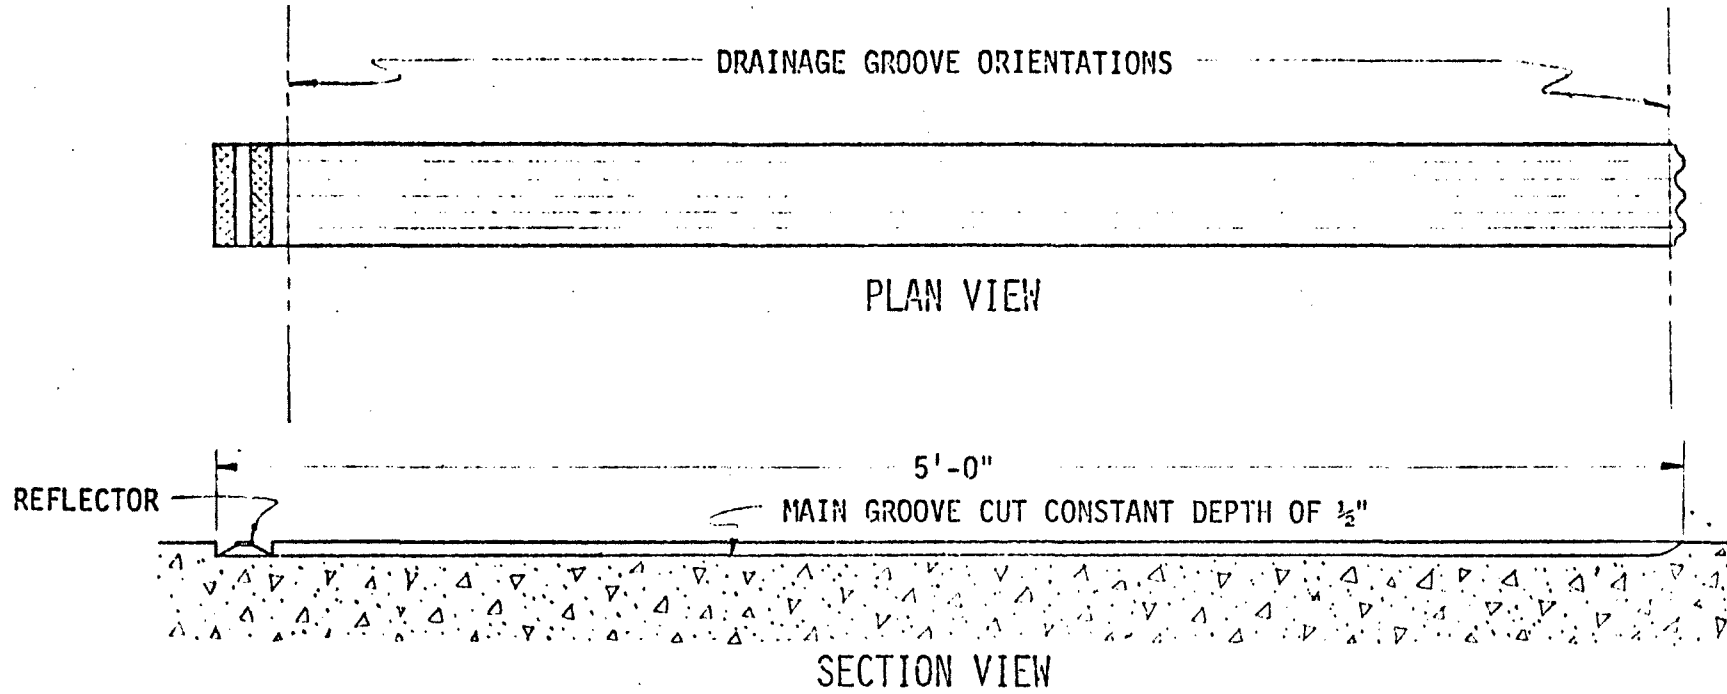 DRAINAGE GROOVE ORIENTATIONS
PLAN VIEW
5'-0"
REFLECTOR
MAIN GROOVE CUT CONSTANT DEPTH OF ½"
SECTION VIEW